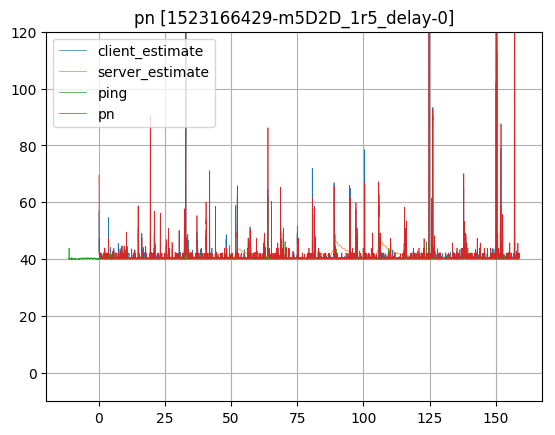 pn [1523166429-m5D2D_1r5_delay-0]
client_estimate
server_estimate
ping
pn
120
100
80
60
40
20
0
0 25 50 75 100 125 150